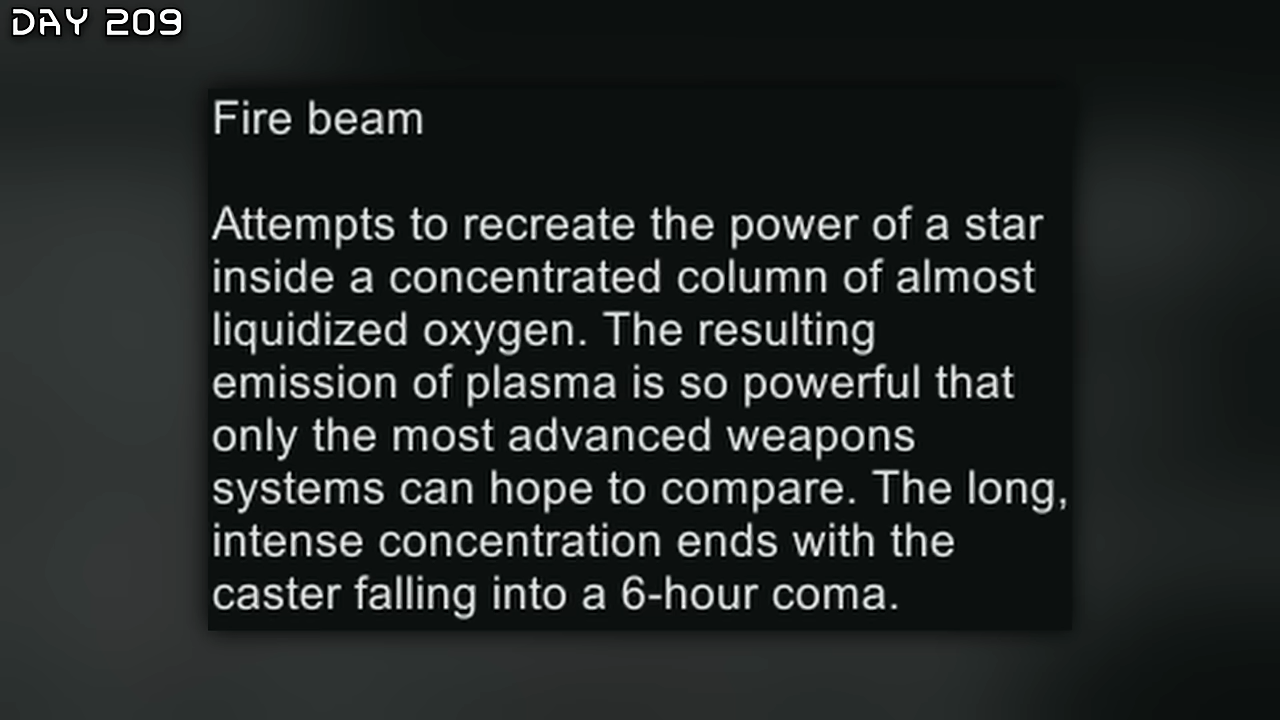 DAY 209
Fire beam
Attempts to recreate the power of a star
inside a concentrated column of almost
liquidized oxygen. The resulting
emission of plasma is so powerful that
only the most advanced weapons
systems can hope to compare. The long,
intense concentration ends with the
caster falling into a 6-hour coma.